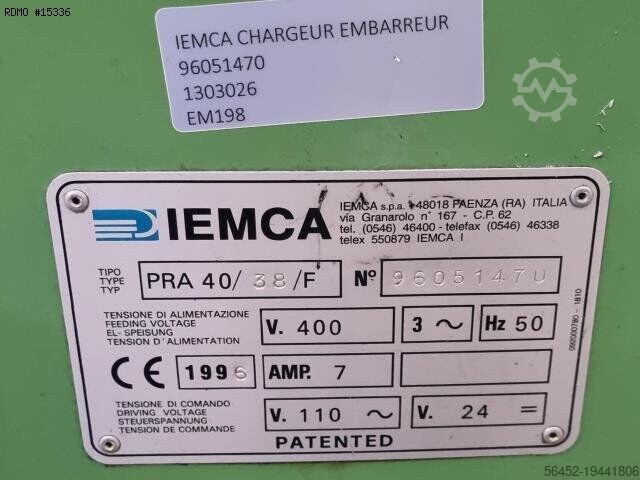 RDMO #15336
IEMCA CHARGEUR EMBARREUR
96051470
1303026
EM198
IEMCA
IEMCA s.p.a. I-48018 FAENZA (RA) ITALIA
via Granarolo n° 167 - C.P. 62
tel. (0546) 46400 - telefax (0546) 46338
telex 550879 IEMCA I
TIPO
TYPE
TYP
PRA 40/ 38 /F
N° 96051470
TENSIONE DI ALIMENTAZIONE
FEEDING VOLTAGE
EL- SPEISUNG
TENSION D'ALIMENTATION
V. 400
3 ~
Hz 50
CE
1996
AMP. 7
TENSIONE DI COMANDO
DRIVING VOLTAGE
STEUERSPANNUNG
TENSION DE COMMANDE
V. 110 ~
V. 24 =
PATENTED
092000780 - 1810
56452-19441806